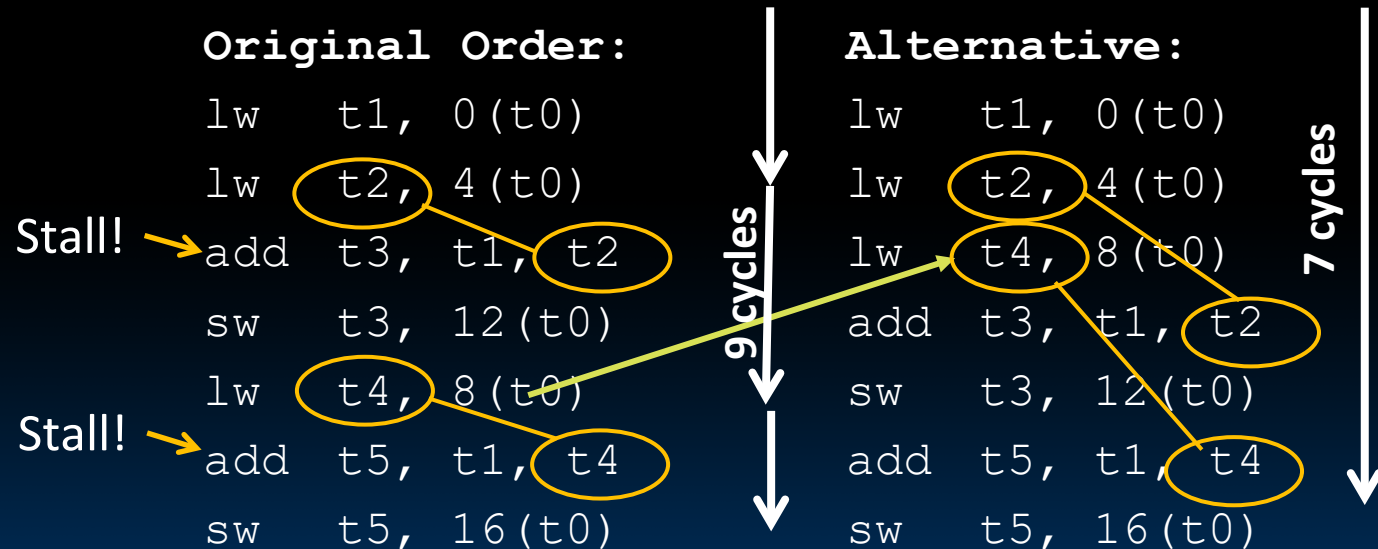 Original Order:
lw t1, 0(t0)
lw t2, 4(t0)
Stall! add t3, t1, t2
sw t3, 12(t0)
lw t4, 8(t0)
Stall! add t5, t1, t4
sw t5, 16(t0)
9 cycles
Alternative:
lw t1, 0(t0)
lw t2, 4(t0)
lw t4, 8(t0)
add t3, t1, t2
sw t3, 12(t0)
add t5, t1, t4
sw t5, 16(t0)
7 cycles